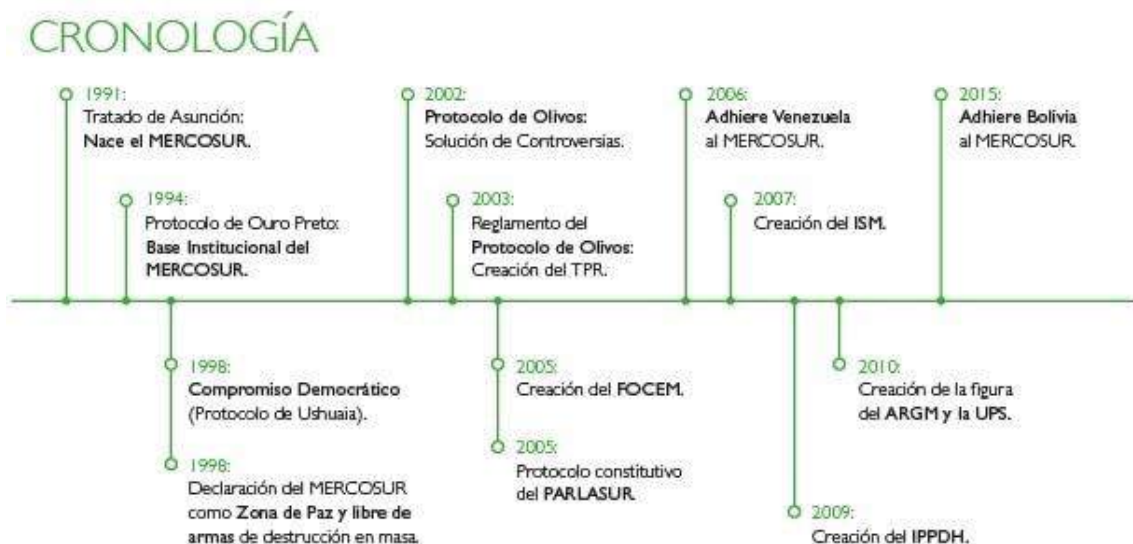 CRONOLOGÍA
1991:
Tratado de Asunción:
Nace el MERCOSUR.
1994:
Protocolo de Ouro Preto:
Base Institucional del
MERCOSUR.
1998:
Compromiso Democrático
(Protocolo de Ushuaia).
1998:
Declaración del MERCOSUR
como Zona de Paz y libre de
armas de destrucción en masa.
2002:
Protocolo de Olivos:
Solución de Controversias.
2003:
Reglamento del
Protocolo de Olivos:
Creación del TPR.
2005:
Creación del FOCEM.
2005:
Protocolo constitutivo
del PARLASUR
2006:
Adhiere Venezuela
al MERCOSUR.
2007:
Creación del ISM.
2009:
Creación del IPPDH.
2010:
Creación de la figura
del ARGM y la UPS.
2015:
Adhiere Bolivia
al MERCOSUR